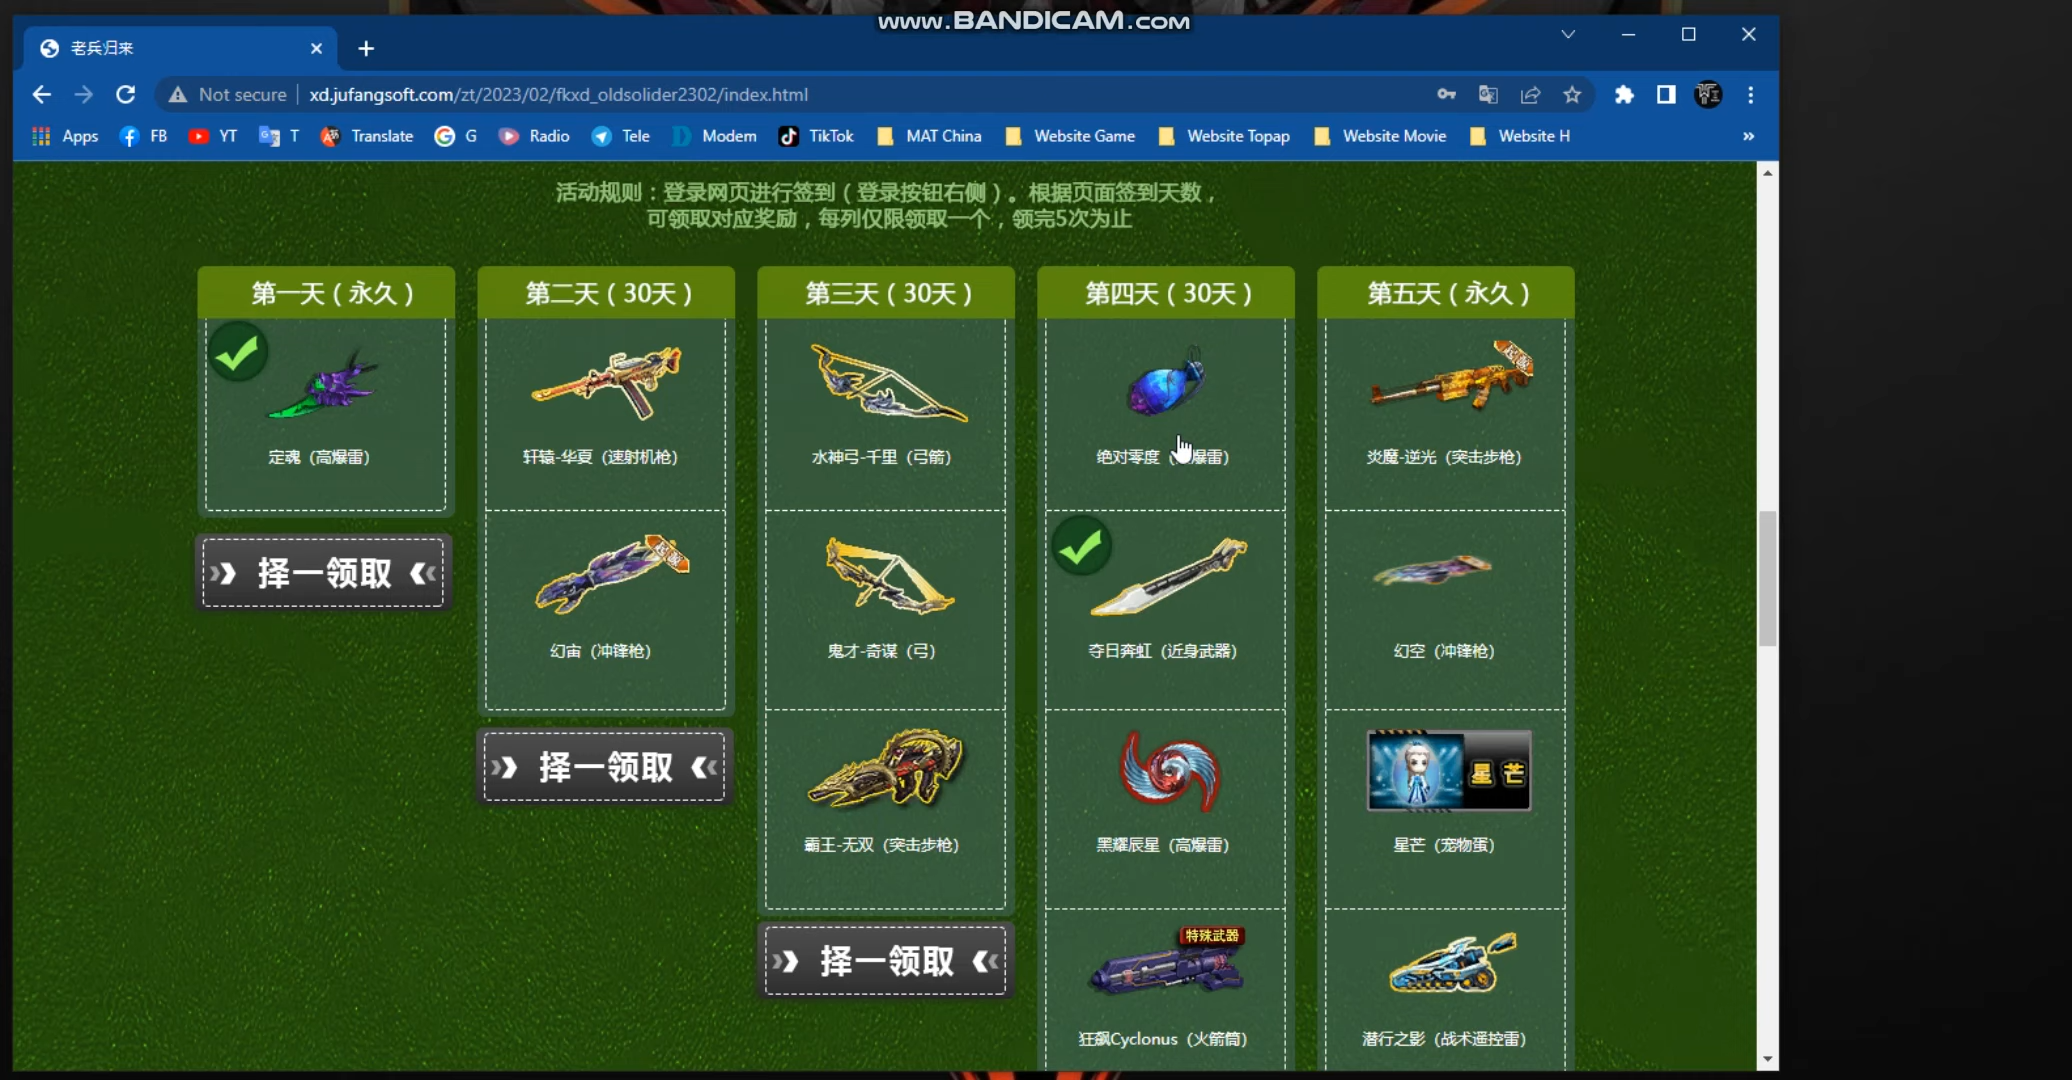 www.BANDICAM.com
老兵归来
Not secure
xd.jufangsoft.com/zt/2023/02/fkxd_oldsolider2302/index.html
Apps FB YT T Translate G Radio Tele Modem TikTok MAT China Website Game Website Topap Website Movie Website H »
活动规则：登录网页进行签到（登录按钮右侧）。根据页面签到天数，
可领取对应奖励，每列仅限领取一个，领完5次为止
第一天（永久） 第二天（30天） 第三天（30天） 第四天（30天） 第五天（永久）
定魂（高爆雷） 轩辕-华夏（速射机枪） 水神弓-千里（弓箭） 绝对零度 爆雷） 炎魔-逆光（突击步枪）
择一领取
幻宙（冲锋枪） 鬼才-奇谋（弓） 夺日奔虹（近身武器） 幻空（冲锋枪）
择一领取
星芒
霸王-无双（突击步枪） 黑耀辰星（高爆雷） 星芒（宠物蛋）
择一领取
特殊武器
狂飙Cyclonus（火箭筒） 潜行之影（战术遥控雷）